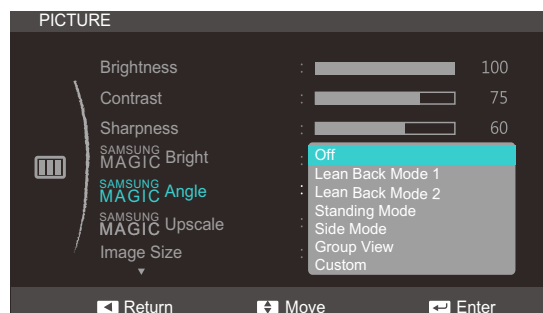 PICTURE
Brightness : 100
Contrast : 75
Sharpness : 60
SAMSUNG MAGIC Bright :
SAMSUNG MAGIC Angle :
SAMSUNG MAGIC Upscale :
Image Size :
Off
Lean Back Mode 1
Lean Back Mode 2
Standing Mode
Side Mode
Group View
Custom
Return Move Enter